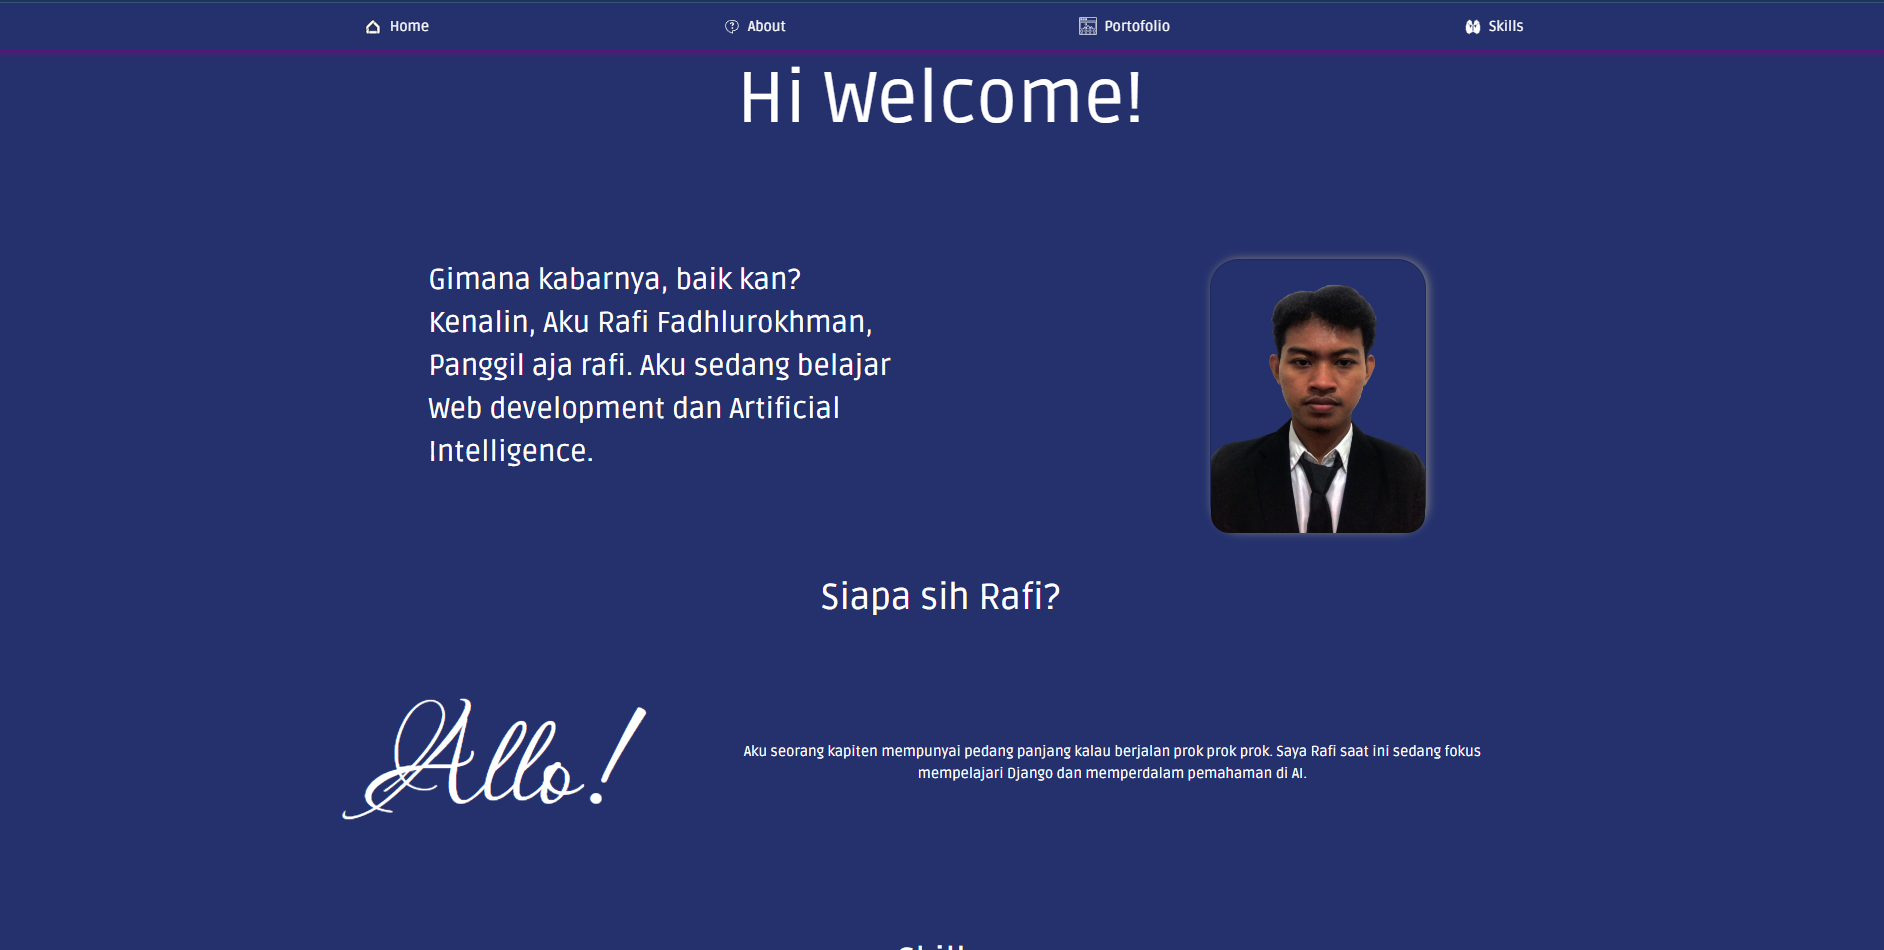 Home
About
Portofolio
Skills
Hi Welcome!
Gimana kabarnya, baik kan?
Kenalin, Aku Rafi Fadhlurokhman,
Panggil aja rafi. Aku sedang belajar
Web development dan Artificial
Intelligence.
Siapa sih Rafi?
Allo!
Aku seorang kapiten mempunyai pedang panjang kalau berjalan prok prok prok. Saya Rafi saat ini sedang fokus
mempelajari Django dan memperdalam pemahaman di AI.